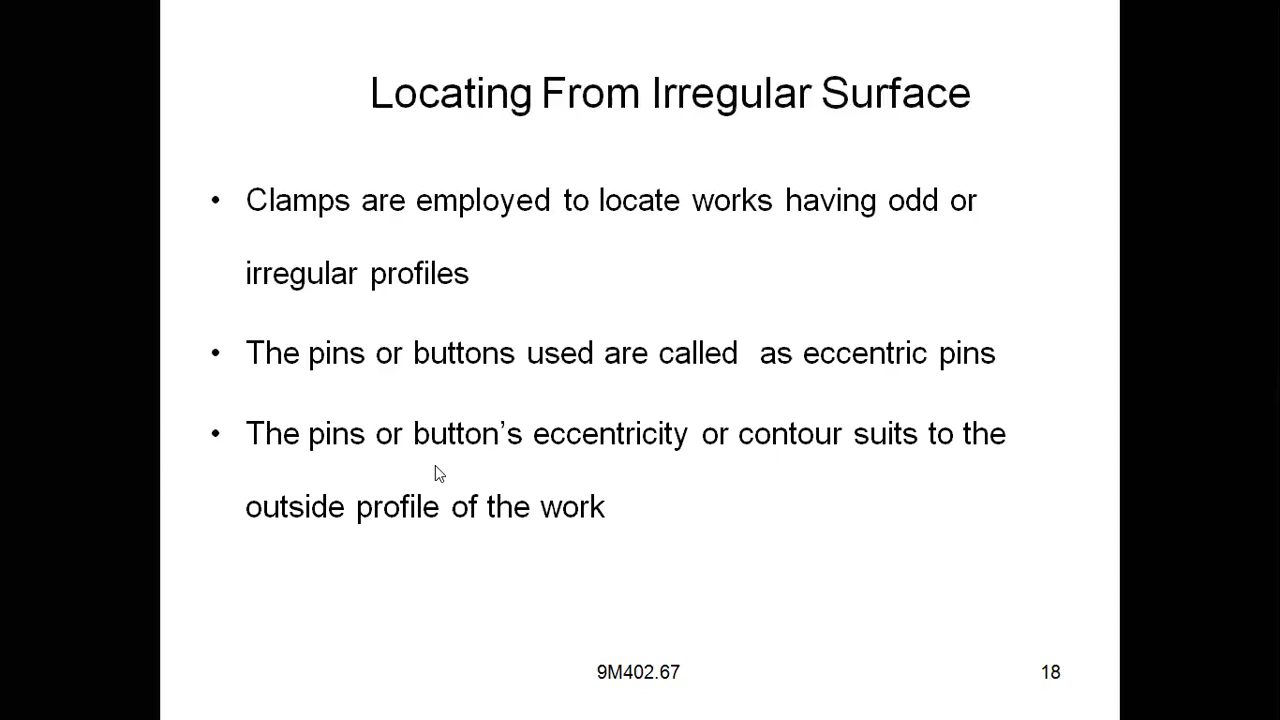 Locating From Irregular Surface
• Clamps are employed to locate works having odd or
irregular profiles
• The pins or buttons used are called as eccentric pins
• The pins or button’s eccentricity or contour suits to the
outside profile of the work
9M402.67
18